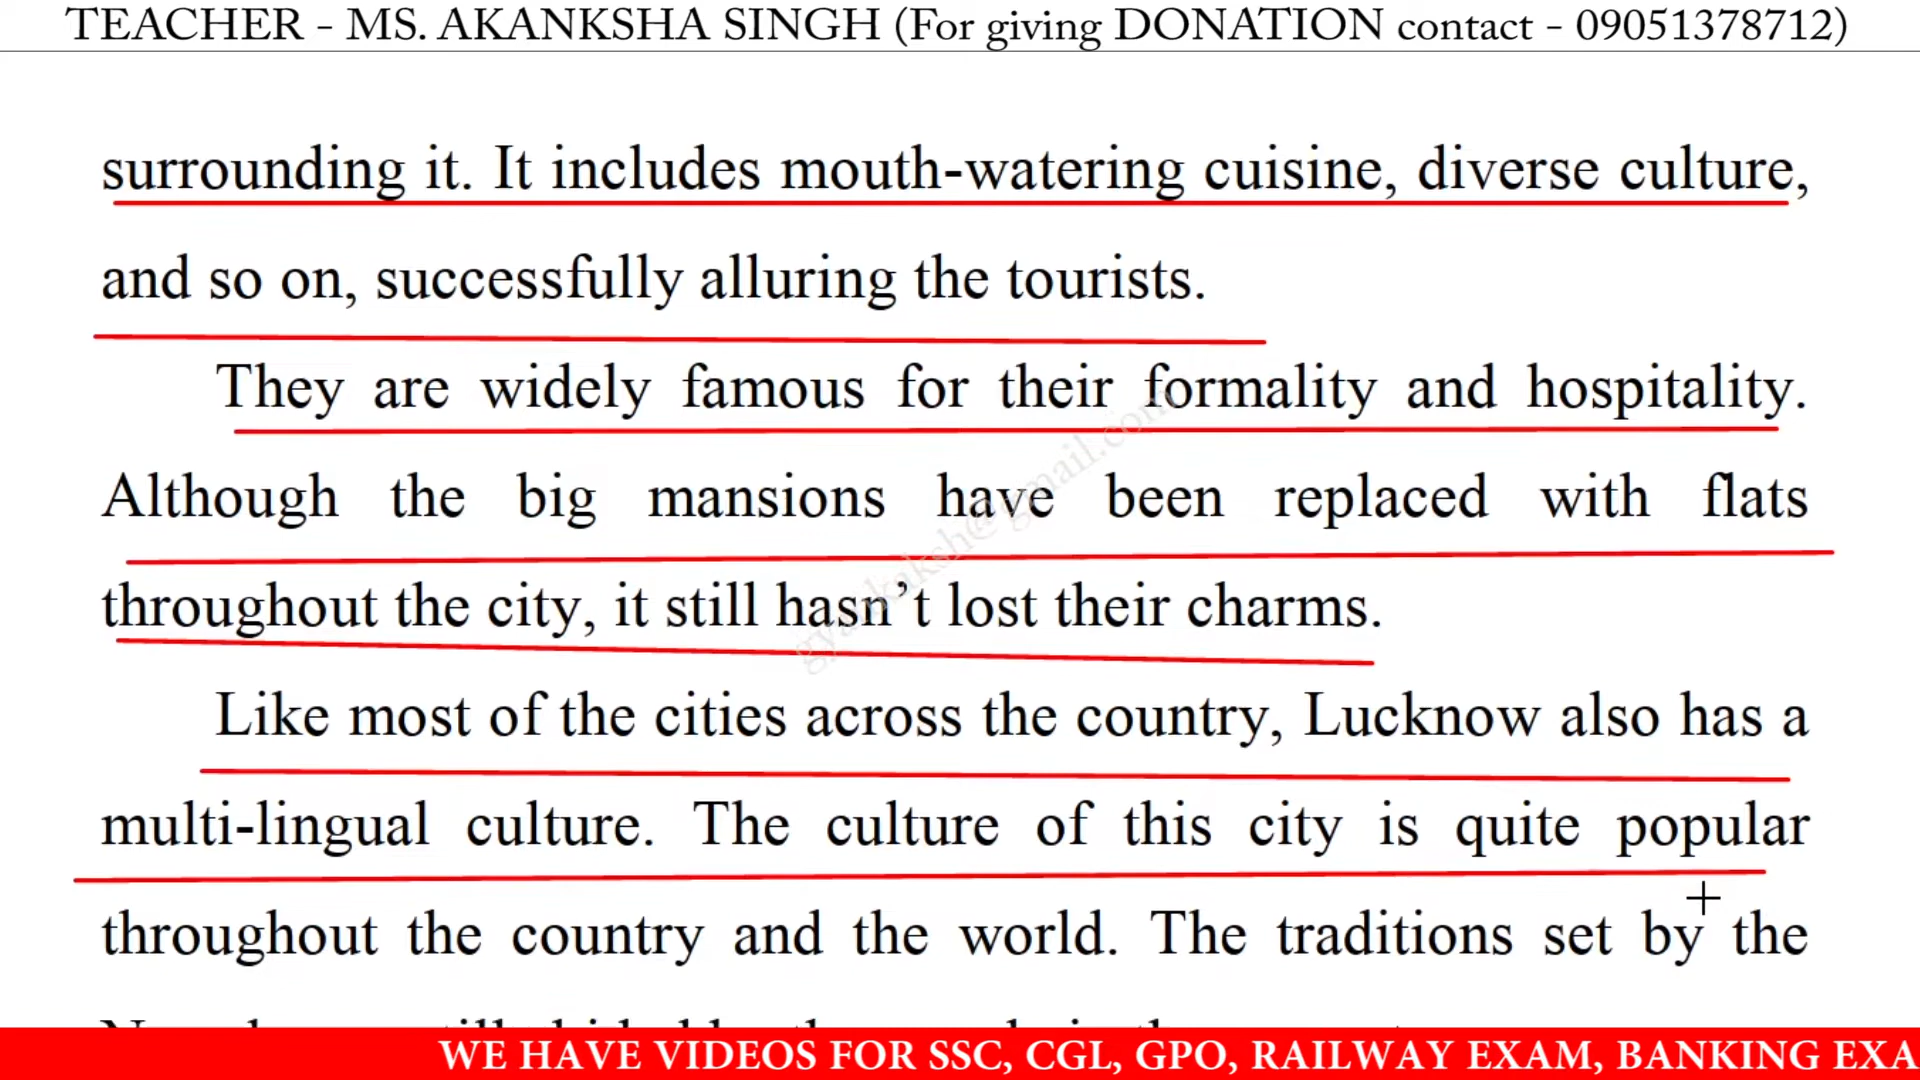 TEACHER - MS. AKANKSHA SINGH (For giving DONATION contact - 09051378712)
surrounding it. It includes mouth-watering cuisine, diverse culture,
and so on, successfully alluring the tourists.
They are widely famous for their formality and hospitality.
Although the big mansions have been replaced with flats
throughout the city, it still hasn't lost their charms.
gyankaksh@gmail.com
Like most of the cities across the country, Lucknow also has a
multi-lingual culture. The culture of this city is quite popular
throughout the country and the world. The traditions set by the
WE HAVE VIDEOS FOR SSC, CGL, GPO, RAILWAY EXAM, BANKING EXA